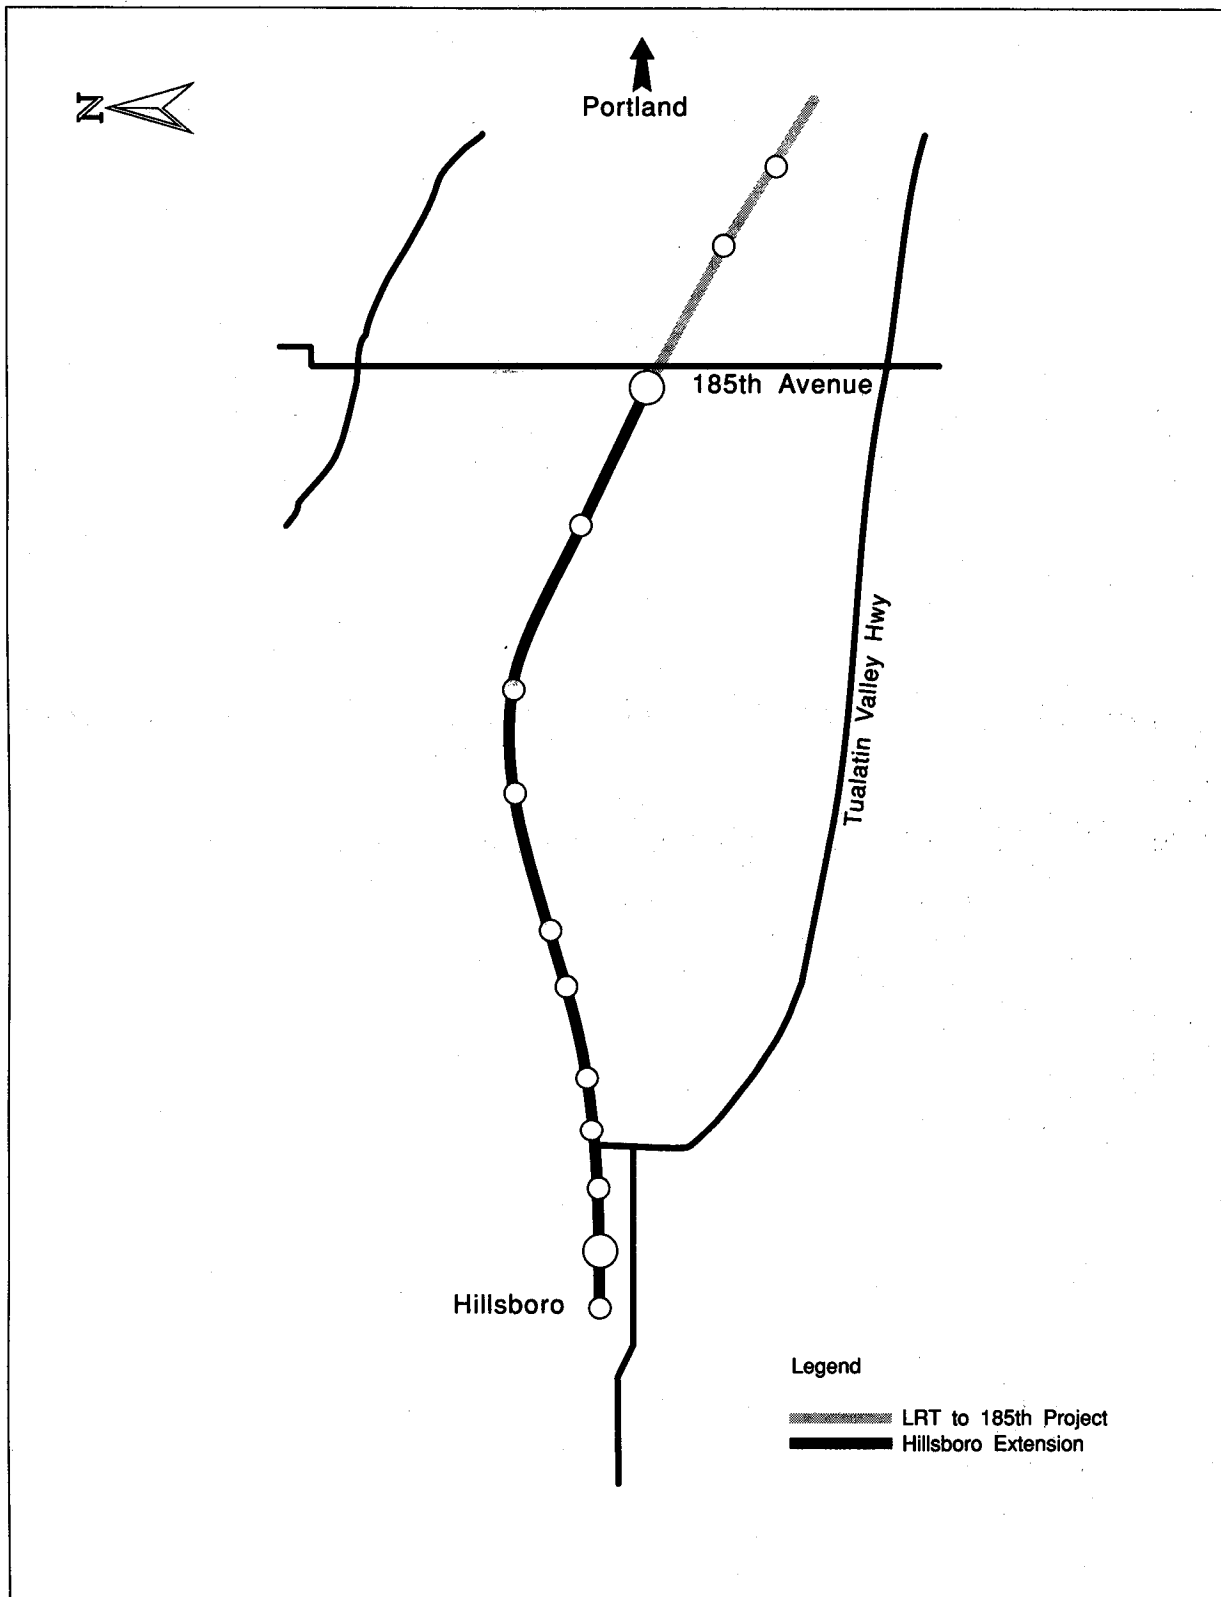 N
Portland
185th Avenue
Tualatin Valley Hwy
Hillsboro
Legend
LRT to 185th Project
Hillsboro Extension